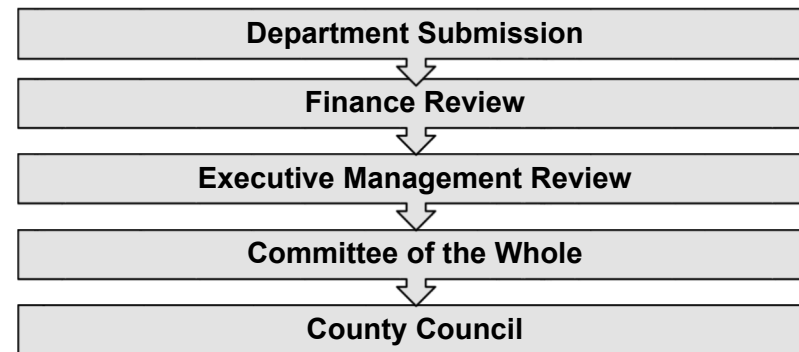 Department Submission
Finance Review
Executive Management Review
Committee of the Whole
County Council